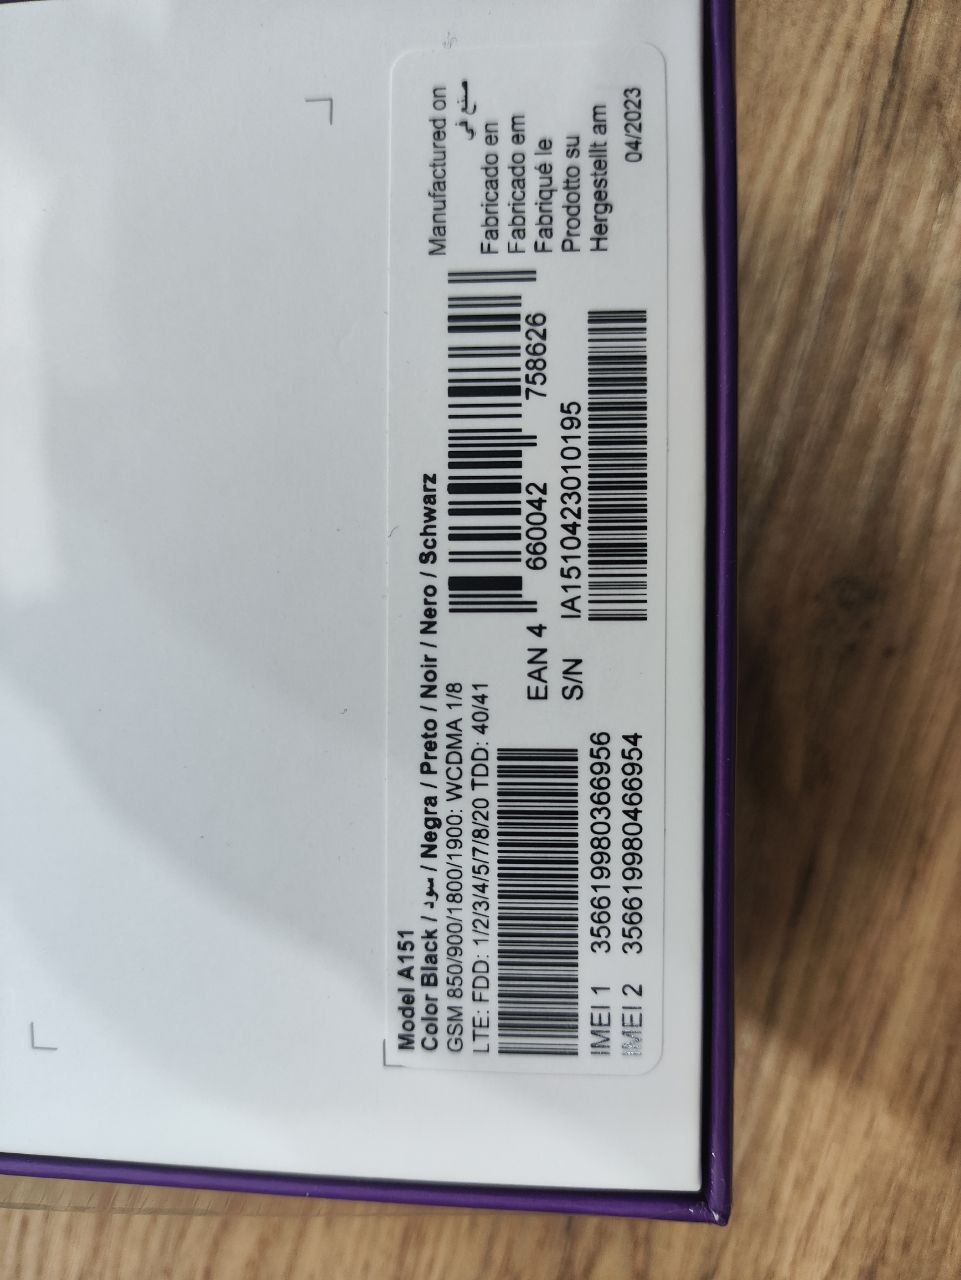 Model A151
Color Black / سود / Negra / Preto / Noir / Nero / Schwarz
GSM 850/900/1800/1900: WCDMA 1/8
LTE: FDD: 1/2/3/4/5/7/8/20 TDD: 40/41
IMEI 1 356619980366956
IMEI 2 356619980466954
EAN 4 660042 758626
S/N IA151042301​0195
Manufactured on
صنع في
Fabricado en
Fabricado em
Fabriqué le
Prodotto su
Hergestellt am
04/2023